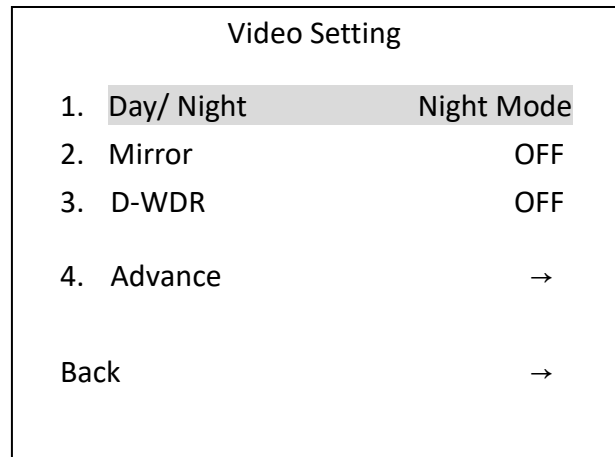 Video Setting
1. Day/ Night Night Mode
2. Mirror OFF
3. D-WDR OFF
4. Advance →
Back →